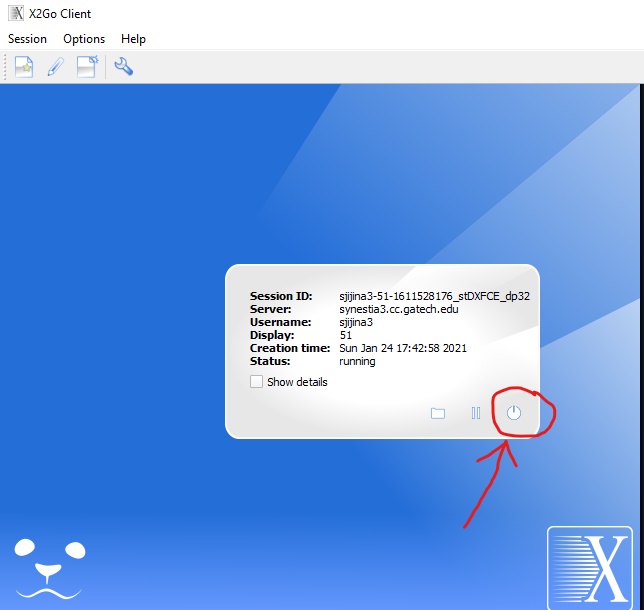 X2Go Client
Session Options Help
Session ID: sjijina3-51-1611528176_stDXFCE_dp32
Server: synestia3.cc.gatech.edu
Username: sjijina3
Display: 51
Creation time: Sun Jan 24 17:42:58 2021
Status: running
Show details
X